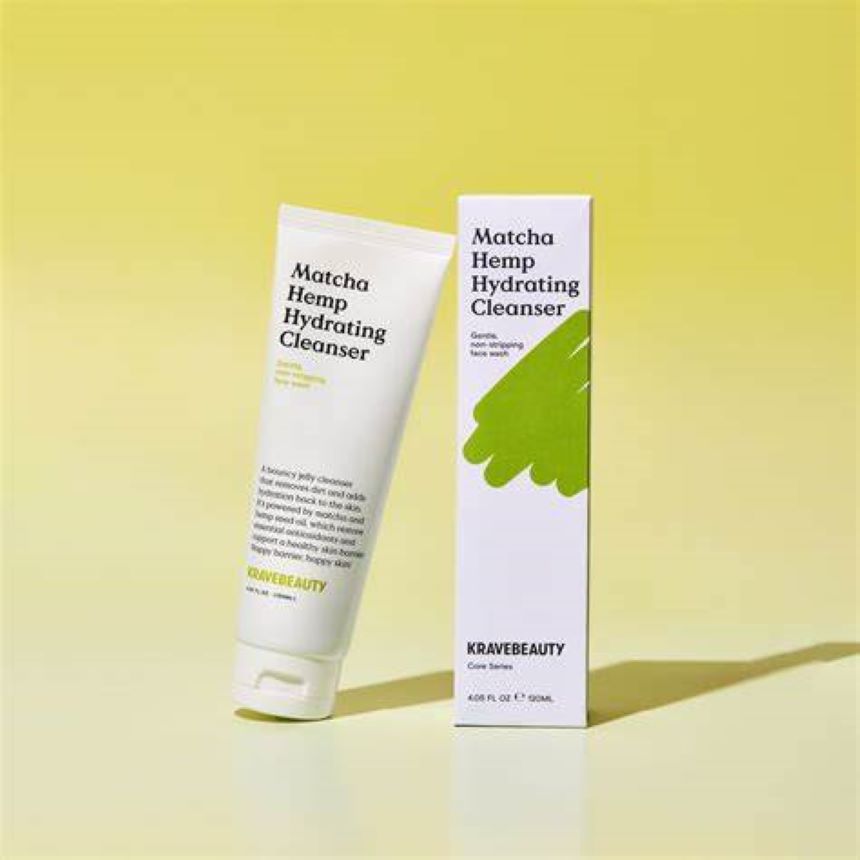 Matcha
Hemp
Hydrating
Cleanser
Gentle,
non-stripping
face wash
A bouncy jelly cleanser
that removes dirt and adds
hydration back to the skin.
It's powered by matcha and
hemp seed oil, which restore
essential antioxidants and
support a healthy skin barrier.
Happy barrier, happy skin!
KRAVEBEAUTY
Matcha
Hemp
Hydrating
Cleanser
Gentle,
non-stripping
face wash
KRAVEBEAUTY
Core Series
4.05 FL OZ ℮ 120ML